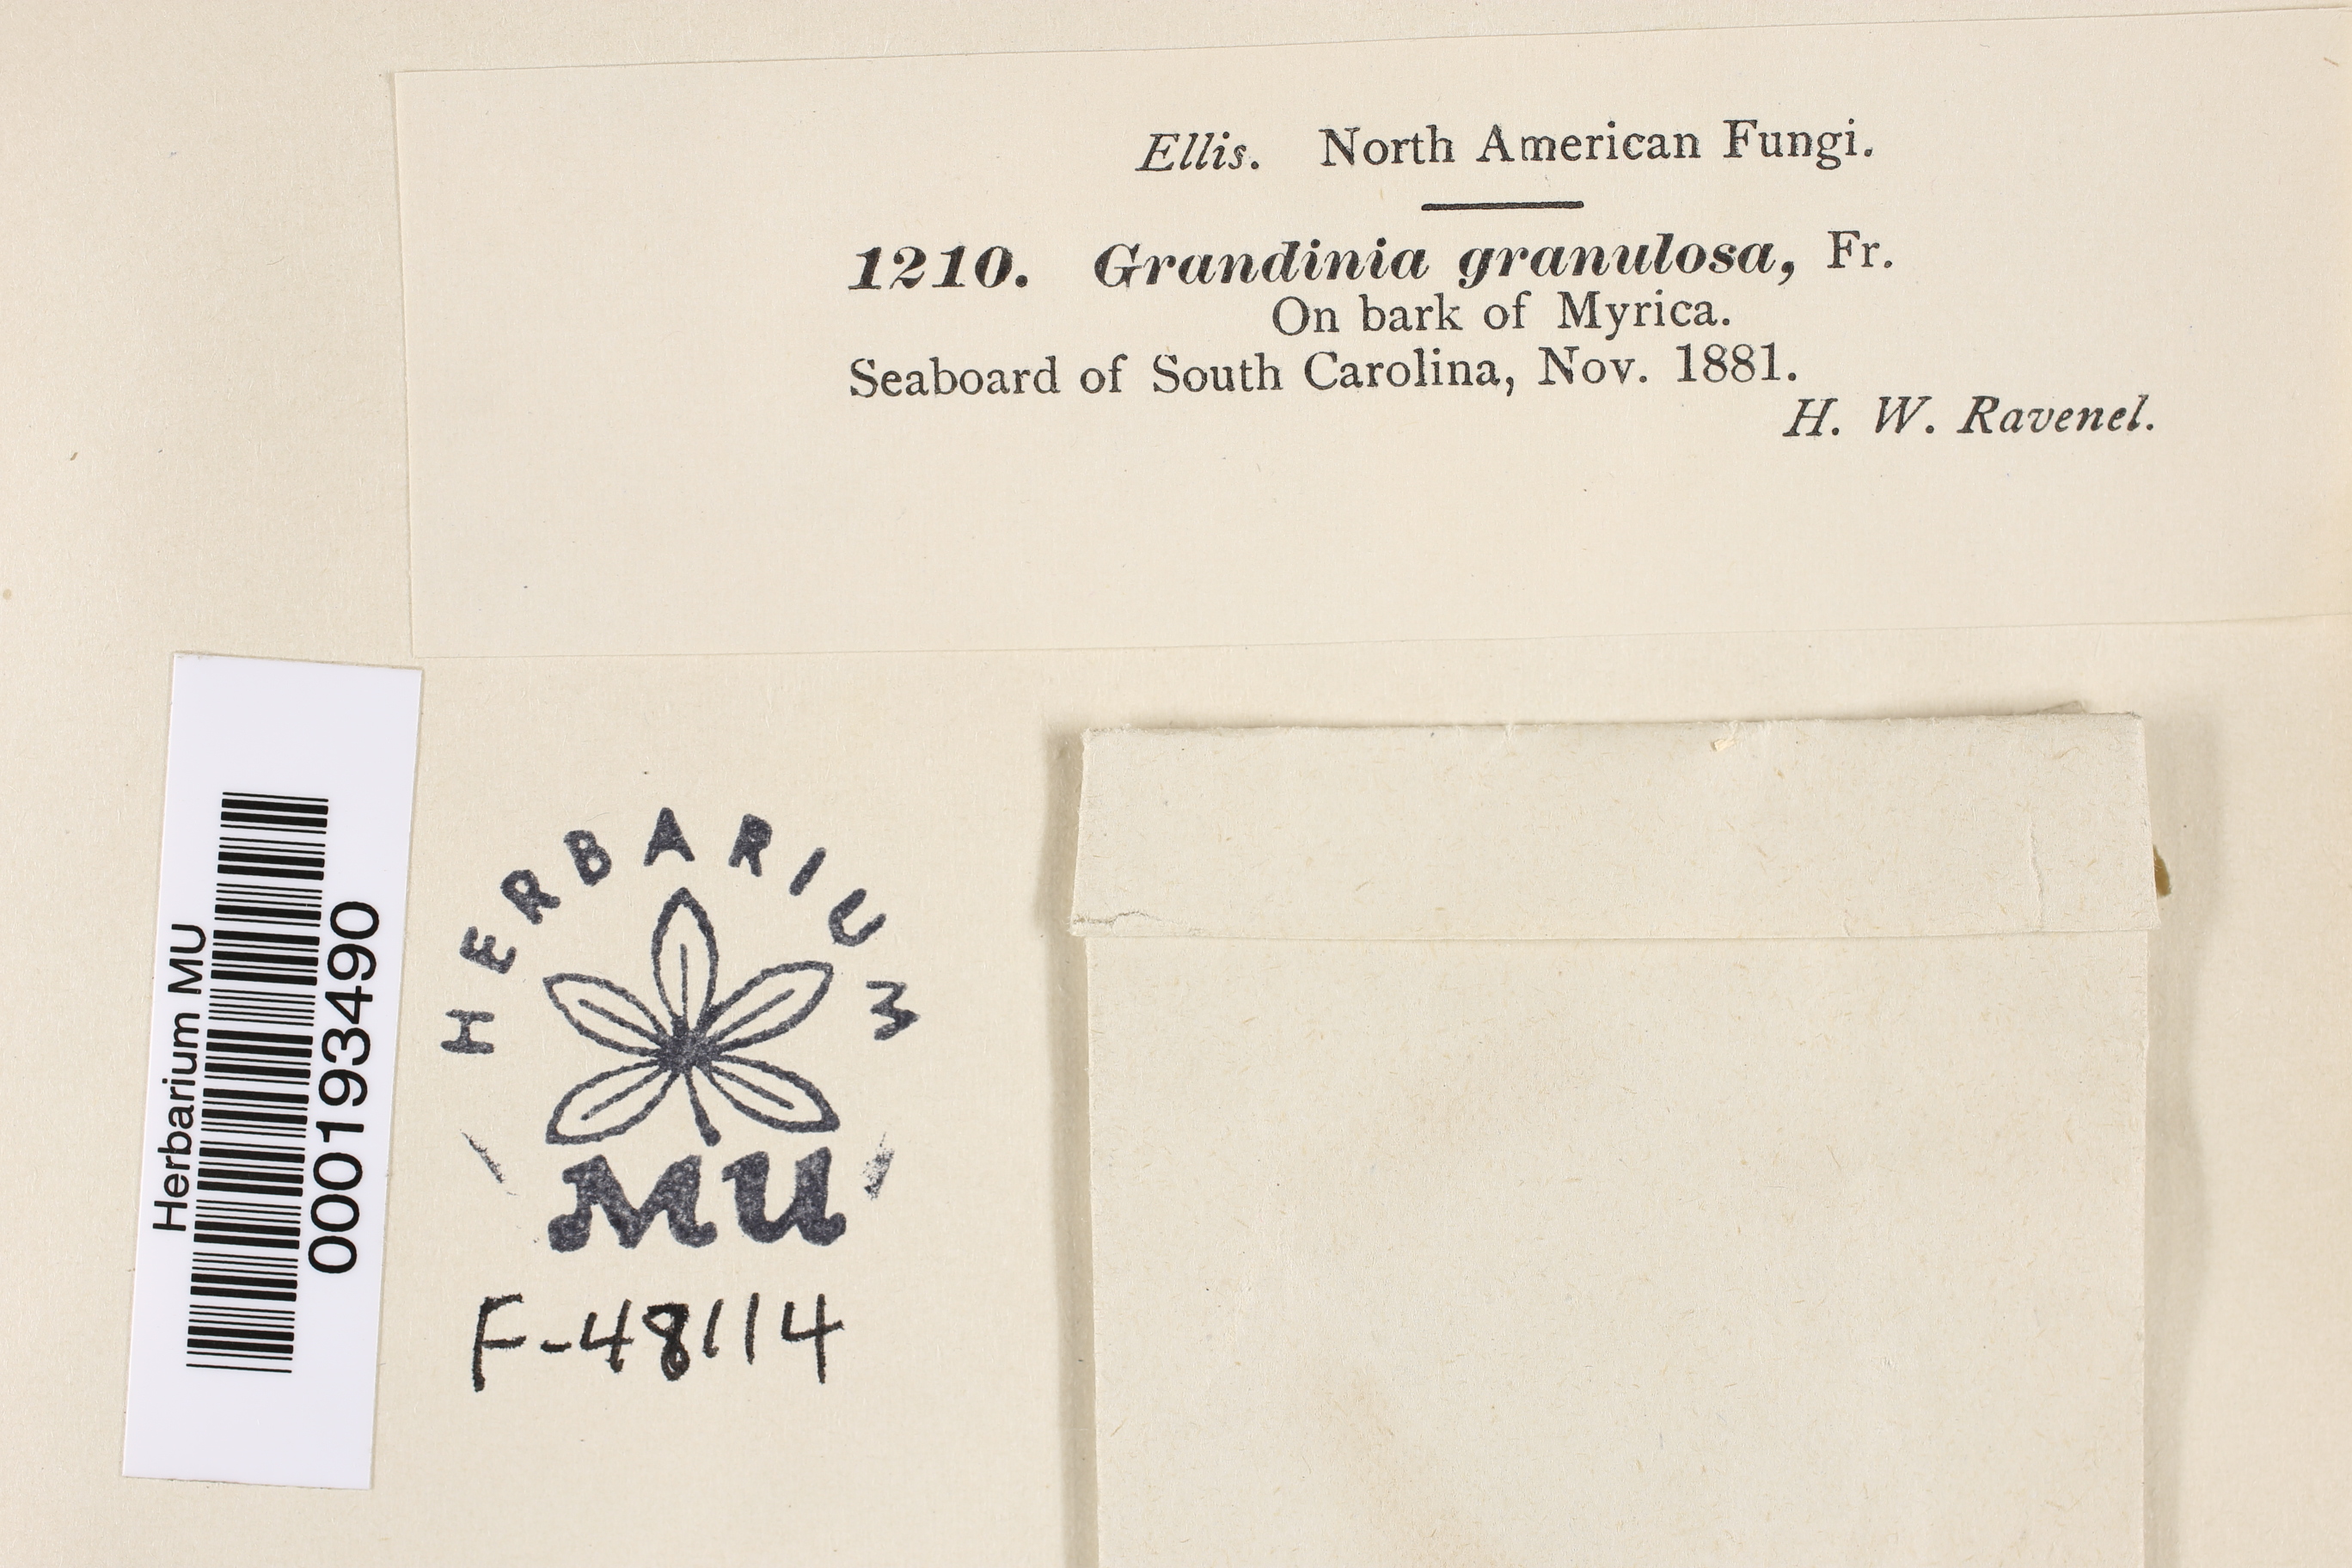 Ellis. North American Fungi.
1210. Grandinia granulosa, Fr.
On bark of Myrica.
Seaboard of South Carolina, Nov. 1881.
H. W. Ravenel.
Herbarium MU
000193490
HERBARIUM
MU
F-48114